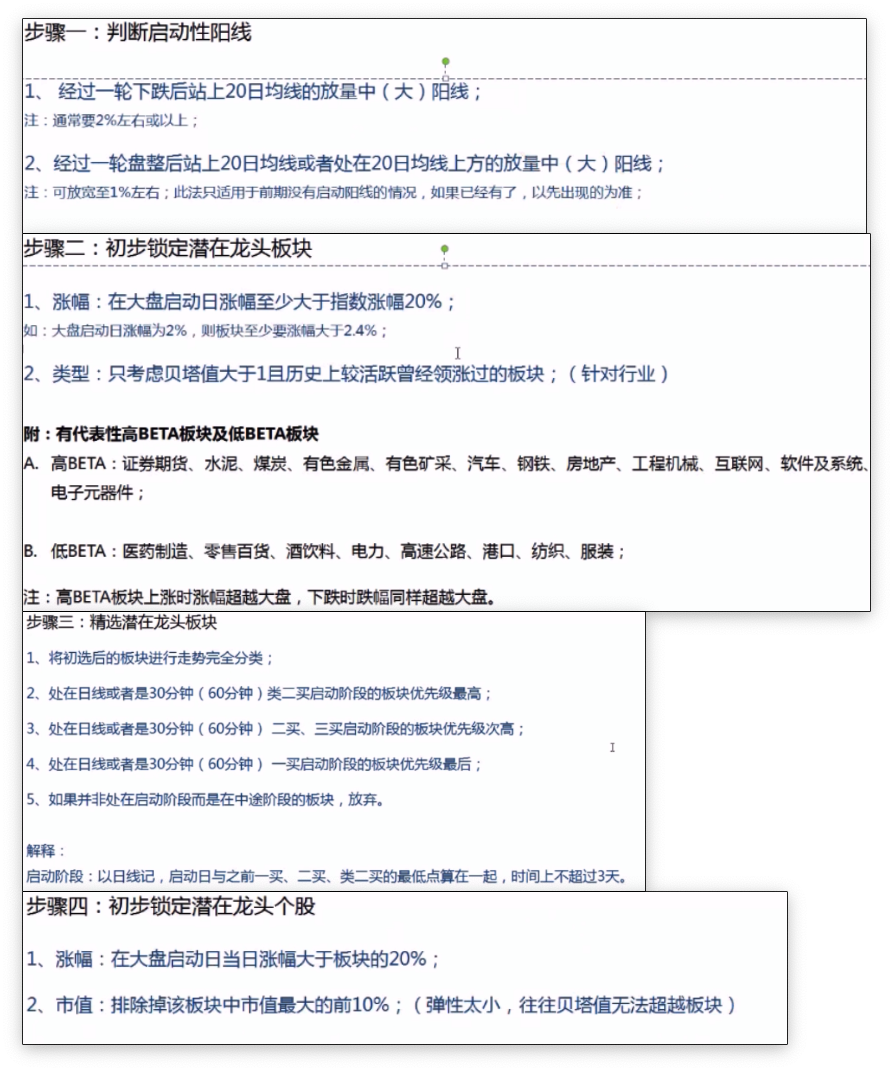 步骤一：判断启动性阳线
1、 经过一轮下跌后站上20日均线的放量中（大）阳线；
注：通常要2%左右或以上；
2、经过一轮盘整后站上20日均线或者处在20日均线上方的放量中（大）阳线；
注：可放宽至1%左右；此法只适用于前期没有启动阳线的情况，如果已经有了，以先出现的为准；
步骤二：初步锁定潜在龙头板块
1、涨幅：在大盘启动日涨幅至少大于指数涨幅20%；
如：大盘启动日涨幅为2%，则板块至少要涨幅大于2.4%；
2、类型：只考虑贝塔值大于1且历史上较活跃曾经领涨过的板块；（针对行业）
附：有代表性高BETA板块及低BETA板块
A. 高BETA：证券期货、水泥、煤炭、有色金属、有色矿采、汽车、钢铁、房地产、工程机械、互联网、软件及系统、
电子元器件；
B. 低BETA：医药制造、零售百货、酒饮料、电力、高速公路、港口、纺织、服装；
注：高BETA板块上涨时涨幅超越大盘，下跌时跌幅同样超越大盘。
步骤三：精选潜在龙头板块
1、将初选后的板块进行走势完全分类；
2、处在日线或者是30分钟（60分钟）类二买启动阶段的板块优先级最高；
3、处在日线或者是30分钟（60分钟） 二买、三买启动阶段的板块优先级次高；
4、处在日线或者是30分钟（60分钟） 一买启动阶段的板块优先级最后；
5、如果并非处在启动阶段而是在中途阶段的板块，放弃。
解释：
启动阶段：以日线记，启动日与之前一买、二买、类二买的最低点算在一起，时间上不超过3天。
步骤四：初步锁定潜在龙头个股
1、涨幅：在大盘启动日当日涨幅大于板块的20%；
2、市值：排除掉该板块中市值最大的前10%；（弹性太小，往往贝塔值无法超越板块）